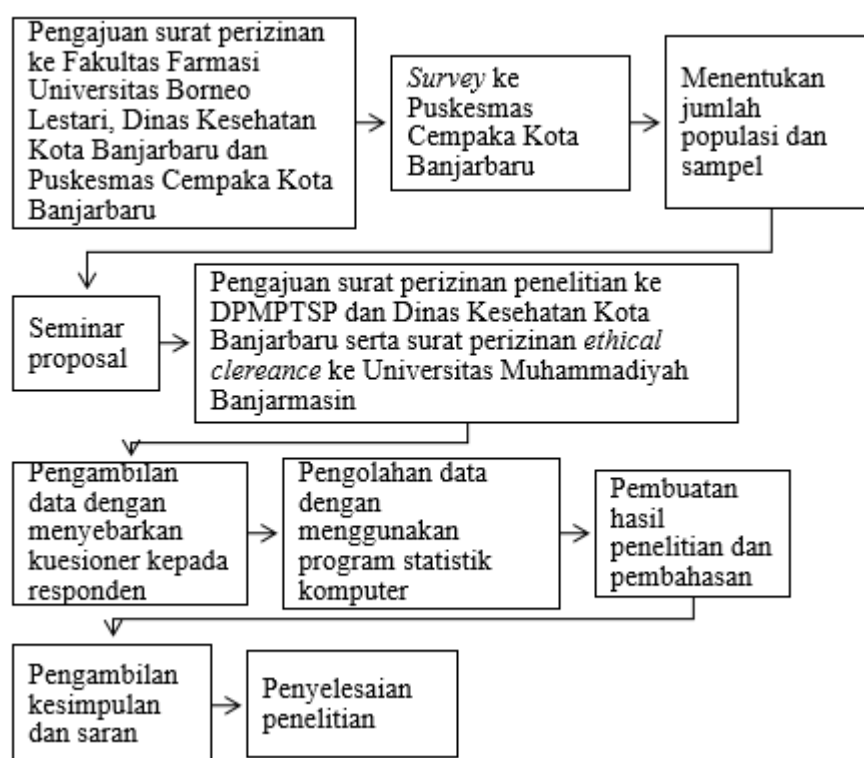 Pengajuan surat perizinan
ke Fakultas Farmasi
Universitas Borneo
Lestari, Dinas Kesehatan
Kota Banjarbaru dan
Puskesmas Cempaka Kota
Banjarbaru
Survey ke
Puskesmas
Cempaka Kota
Banjarbaru
Menentukan
jumlah
populasi dan
sampel
Seminar
proposal
Pengajuan surat perizinan penelitian ke
DPMPTSP dan Dinas Kesehatan Kota
Banjarbaru serta surat perizinan ethical
clereance ke Universitas Muhammadiyah
Banjarmasin
Pengambilan
data dengan
menyebarkan
kuesioner kepada
responden
Pengolahan data
dengan
menggunakan
program statistik
komputer
Pembuatan
hasil
penelitian dan
pembahasan
Pengambilan
kesimpulan
dan saran
Penyelesaian
penelitian